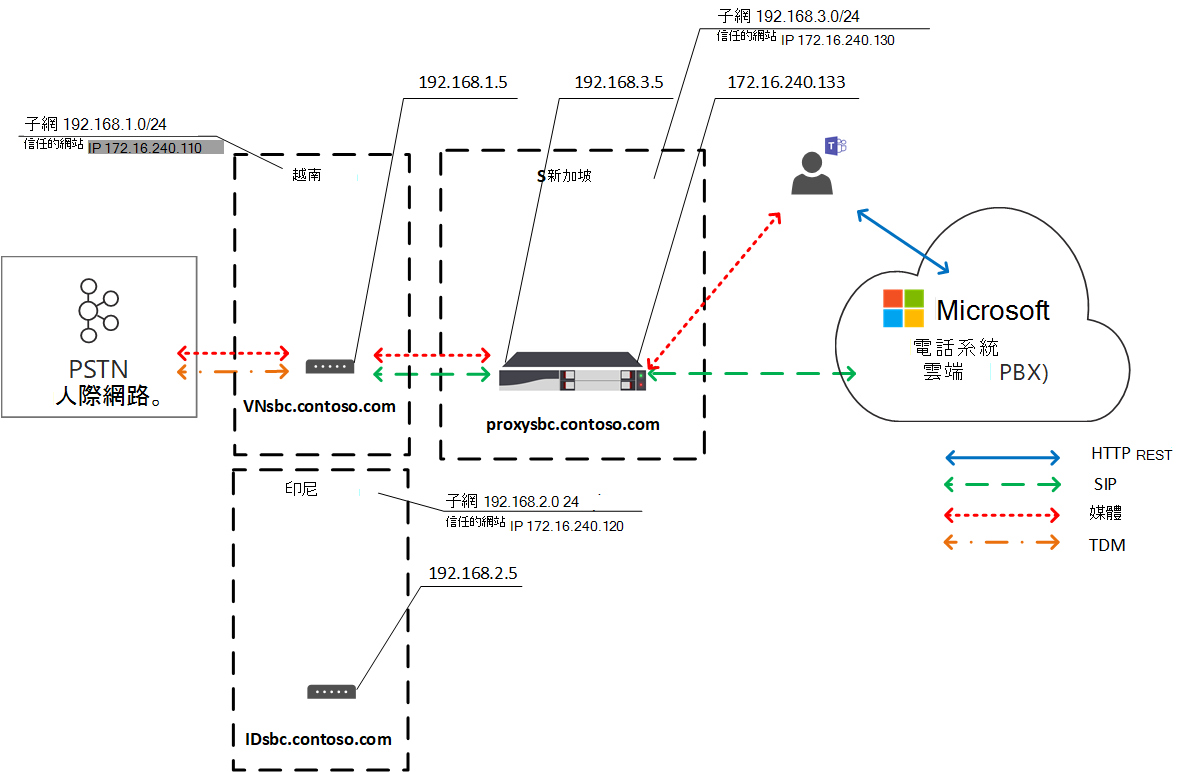 子網 192.168.3.0/24
信任的網站 IP 172.16.240.130
192.168.1.5
192.168.3.5
172.16.240.133
子網 192.168.1.0/24
信任的網站 IP 172.16.240.110
越南
S新加坡
PSTN
人際網路。
VNsbc.contoso.com
proxysbc.contoso.com
Microsoft
電話系統
雲端 PBX)
HTTP REST
SIP
媒體
TDM
印尼
子網 192.168.2.0 24
信任的網站 IP 172.16.240.120
192.168.2.5
IDsbc.contoso.com